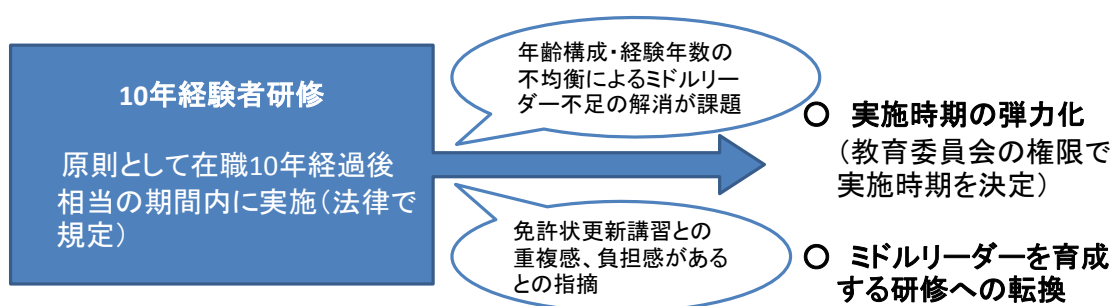 10年経験者研修
原則として在職10年経過後
相当の期間内に実施(法律で
規定)
年齢構成・経験年数の
不均衡によるミドルリー
ダー不足の解消が課題
免許状更新講習との
重複感、負担感がある
との指摘
○ 実施時期の弾力化
(教育委員会の権限で
実施時期を決定)
○ ミドルリーダーを育成
する研修への転換